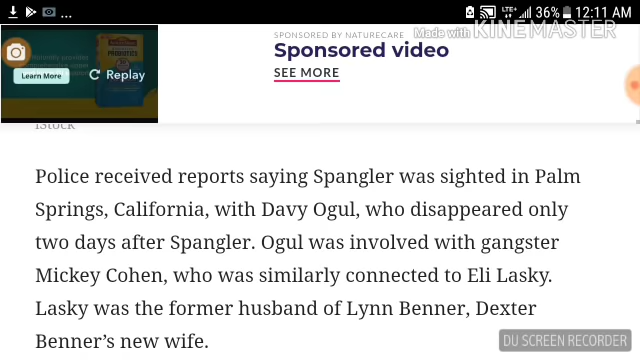 LTE+ 36% 12:11 AM
SPONSORED BY NATURECARE
Made with KINEMASTER
Sponsored video
Learn More
Replay
SEE MORE
PROBIOTICS
iStock
Police received reports saying Spangler was sighted in Palm
Springs, California, with Davy Ogul, who disappeared only
two days after Spangler. Ogul was involved with gangster
Mickey Cohen, who was similarly connected to Eli Lasky.
Lasky was the former husband of Lynn Benner, Dexter
Benner’s new wife.
DU SCREEN RECORDER